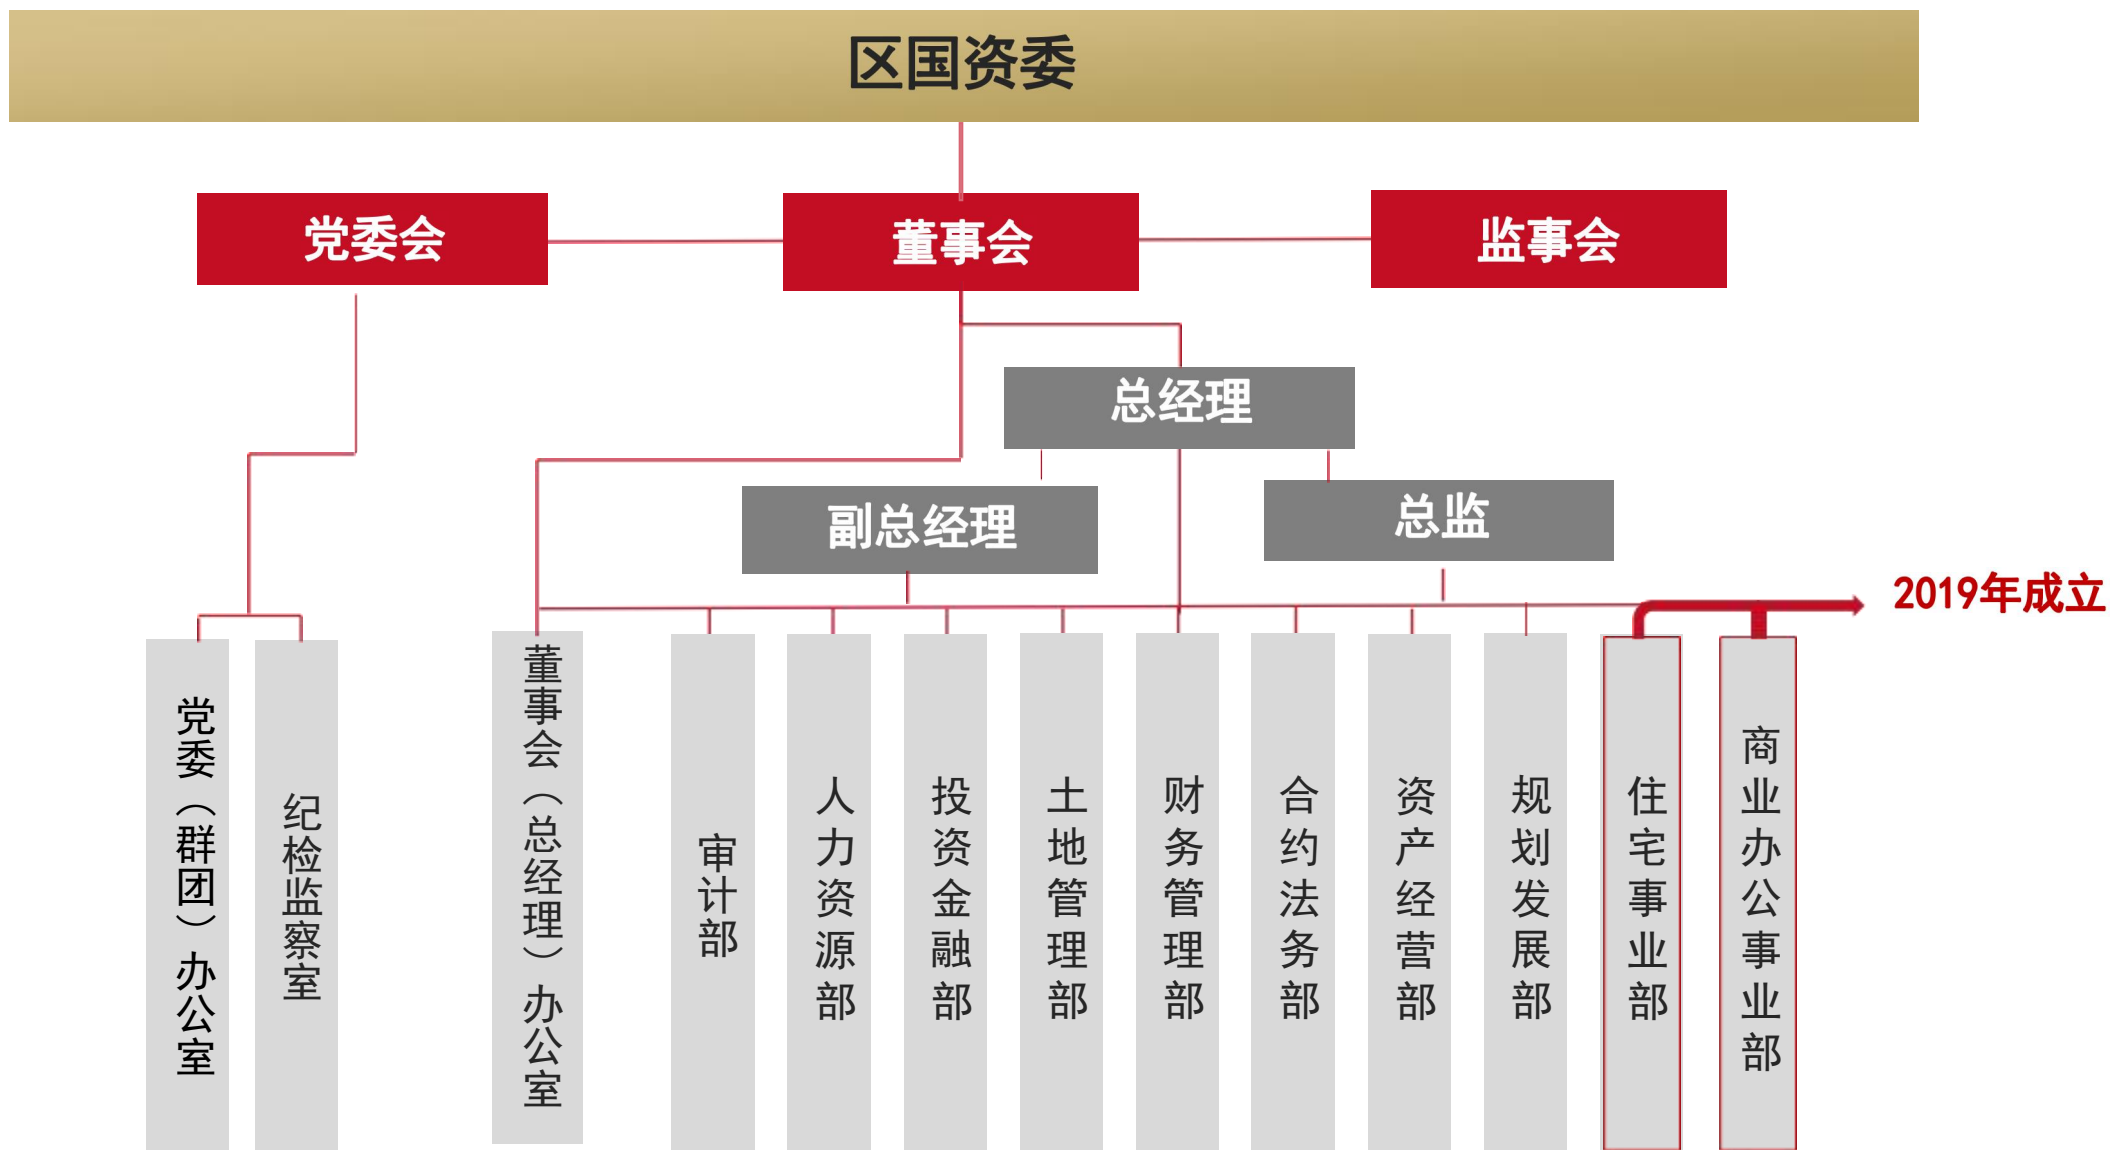 区国资委
党委会
董事会
监事会
总经理
副总经理
总监
2019年成立
党委（群团）办公室
纪检监察室
董事会（总经理）办公室
审计部
人力资源部
投资金融部
土地管理部
财务管理部
合约法务部
资产经营部
规划发展部
住宅事业部
商业办公事业部